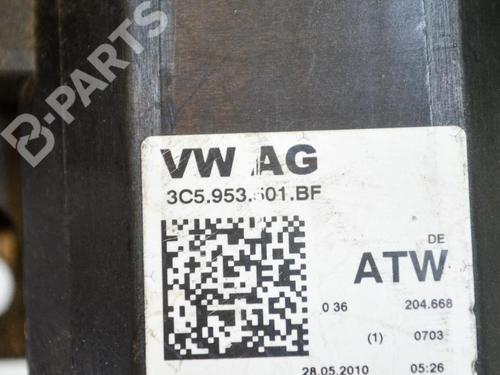 B-PARTS
VW AG
3C5.953.501.BF
DE
ATW
0 36 204.668
(1) 0703
28.05.2010 05:26